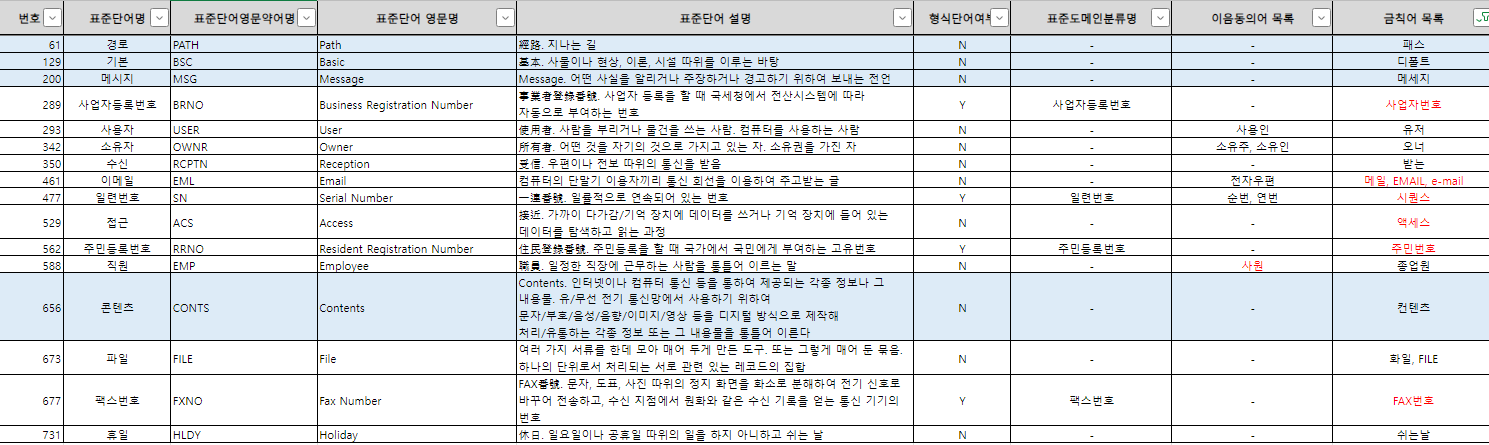 번호 표준단어명 표준단어영문약어명 표준단어 영문명 표준단어 설명 형식단어여부 표준도메인분류명 이음동의어 목록 금칙어 목록
61 경로 PATH Path 經路. 지나는 길 N - - 패스
129 기본 BSC Basic 基本. 사물이나 현상, 이론, 시설 따위를 이루는 바탕 N - - 디폴트
200 메시지 MSG Message Message. 어떤 사실을 알리거나 주장하거나 경고하기 위하여 보내는 전언 N - - 메세지
289 사업자등록번호 BRNO Business Registration Number 事業者登錄番號. 사업자 등록을 할 때 국세청에서 전산시스템에 따라
자동으로 부여하는 번호 Y 사업자등록번호 - 사업자번호
293 사용자 USER User 使用者. 사람을 부리거나 물건을 쓰는 사람. 컴퓨터를 사용하는 사람 N - 사용인 유저
342 소유자 OWNR Owner 所有者. 어떤 것을 자기의 것으로 가지고 있는 자. 소유권을 가진 자 N - 소유주, 소유인 오너
350 수신 RCPTN Reception 受信. 우편이나 전보 따위의 통신을 받음 N - - 받는
461 이메일 EML Email 컴퓨터의 단말기 이용자끼리 통신 회선을 이용하여 주고받는 글 N - 전자우편 메일, EMAIL, e-mail
477 일련번호 SN Serial Number 一連番號. 일률적으로 연속되어 있는 번호 Y 일련번호 순번, 연번 시퀀스
529 접근 ACS Access 接近. 가까이 다가감/기억 장치에 데이터를 쓰거나 기억 장치에 들어 있는
데이터를 탐색하고 읽는 과정 N - - 액세스
562 주민등록번호 RRNO Resident Registration Number 住民登錄番號. 주민등록을 할 때 국가에서 국민에게 부여하는 고유번호 Y 주민등록번호 - 주민번호
588 직원 EMP Employee 職員. 일정한 직장에 근무하는 사람을 통틀어 이르는 말 N - 사원 종업원
656 콘텐츠 CONTS Contents Contents. 인터넷이나 컴퓨터 통신 등을 통하여 제공되는 각종 정보나 그
내용물. 유/무선 전기 통신망에서 사용하기 위하여
문자/부호/음성/음향/이미지/영상 등을 디지털 방식으로 제작해
처리/유통하는 각종 정보 또는 그 내용물을 통틀어 이른다 N - - 컨텐츠
673 파일 FILE File 여러 가지 서류를 한데 모아 매어 두게 만든 도구. 또는 그렇게 매어 둔 묶음.
하나의 단위로서 처리되는 서로 관련 있는 레코드의 집합 N - - 화일, FILE
677 팩스번호 FXNO Fax Number FAX番號. 문자, 도표, 사진 따위의 정지 화면을 화소로 분해하여 전기 신호로
바꾸어 전송하고, 수신 지점에서 원화와 같은 수신 기록을 얻는 통신 기기의
번호 Y 팩스번호 - FAX번호
731 휴일 HLDY Holiday 休日. 일요일이나 공휴일 따위의 일을 하지 아니하고 쉬는 날 N - - 쉬는날